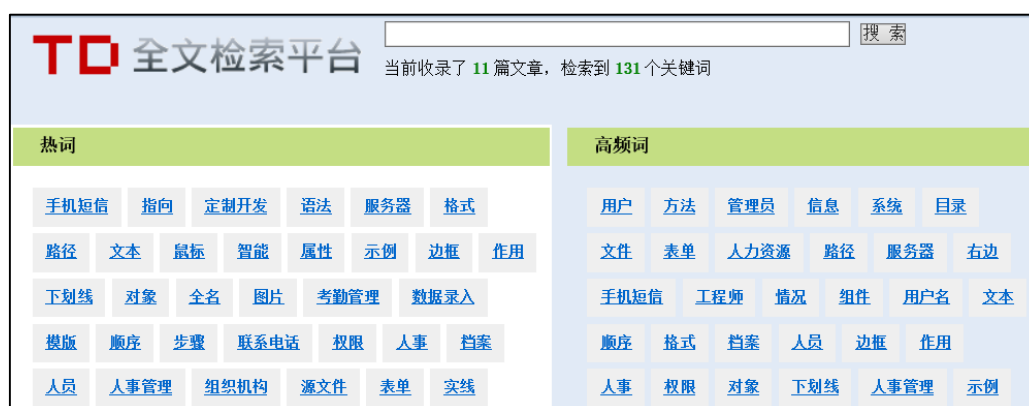 TD 全文检索平台
搜 索
当前收录了 11 篇文章，检索到 131 个关键词
热词
手机短信 指向 定制开发 语法 服务器 格式
路径 文本 鼠标 智能 属性 示例 边框 作用
下划线 对象 全名 图片 考勤管理 数据录入
模版 顺序 步骤 联系电话 权限 人事 档案
人员 人事管理 组织机构 源文件 表单 实线
高频词
用户 方法 管理员 信息 系统 目录
文件 表单 人力资源 路径 服务器 右边
手机短信 工程师 情况 组件 用户名 文本
顺序 格式 档案 人员 边框 作用
人事 权限 对象 下划线 人事管理 示例